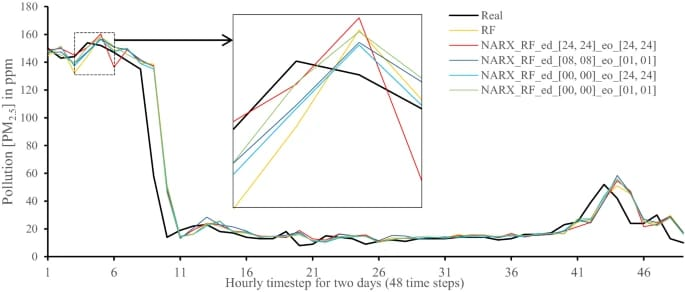 180
160
140
120
100
80
60
40
20
0
Pollution [PM2.5] in ppm
1
6
11
16
21
26
31
36
41
46
Hourly timestep for two days (48 time steps)
Real
RF
NARX_RF_ed_[24, 24]_eo_[24, 24]
NARX_RF_ed_[08, 08]_eo_[01, 01]
NARX_RF_ed_[00, 00]_eo_[24, 24]
NARX_RF_ed_[00, 00]_eo_[01, 01]